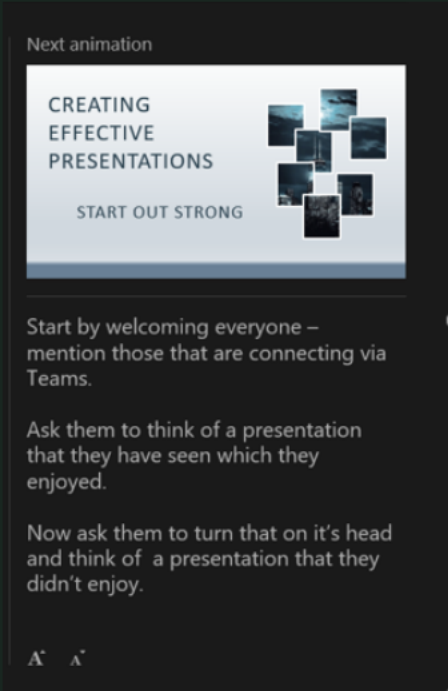 Next animation
CREATING
EFFECTIVE
PRESENTATIONS
START OUT STRONG
Start by welcoming everyone –
mention those that are connecting via
Teams.
Ask them to think of a presentation
that they have seen which they
enjoyed.
Now ask them to turn that on it's head
and think of  a presentation that they
didn't enjoy.
A A